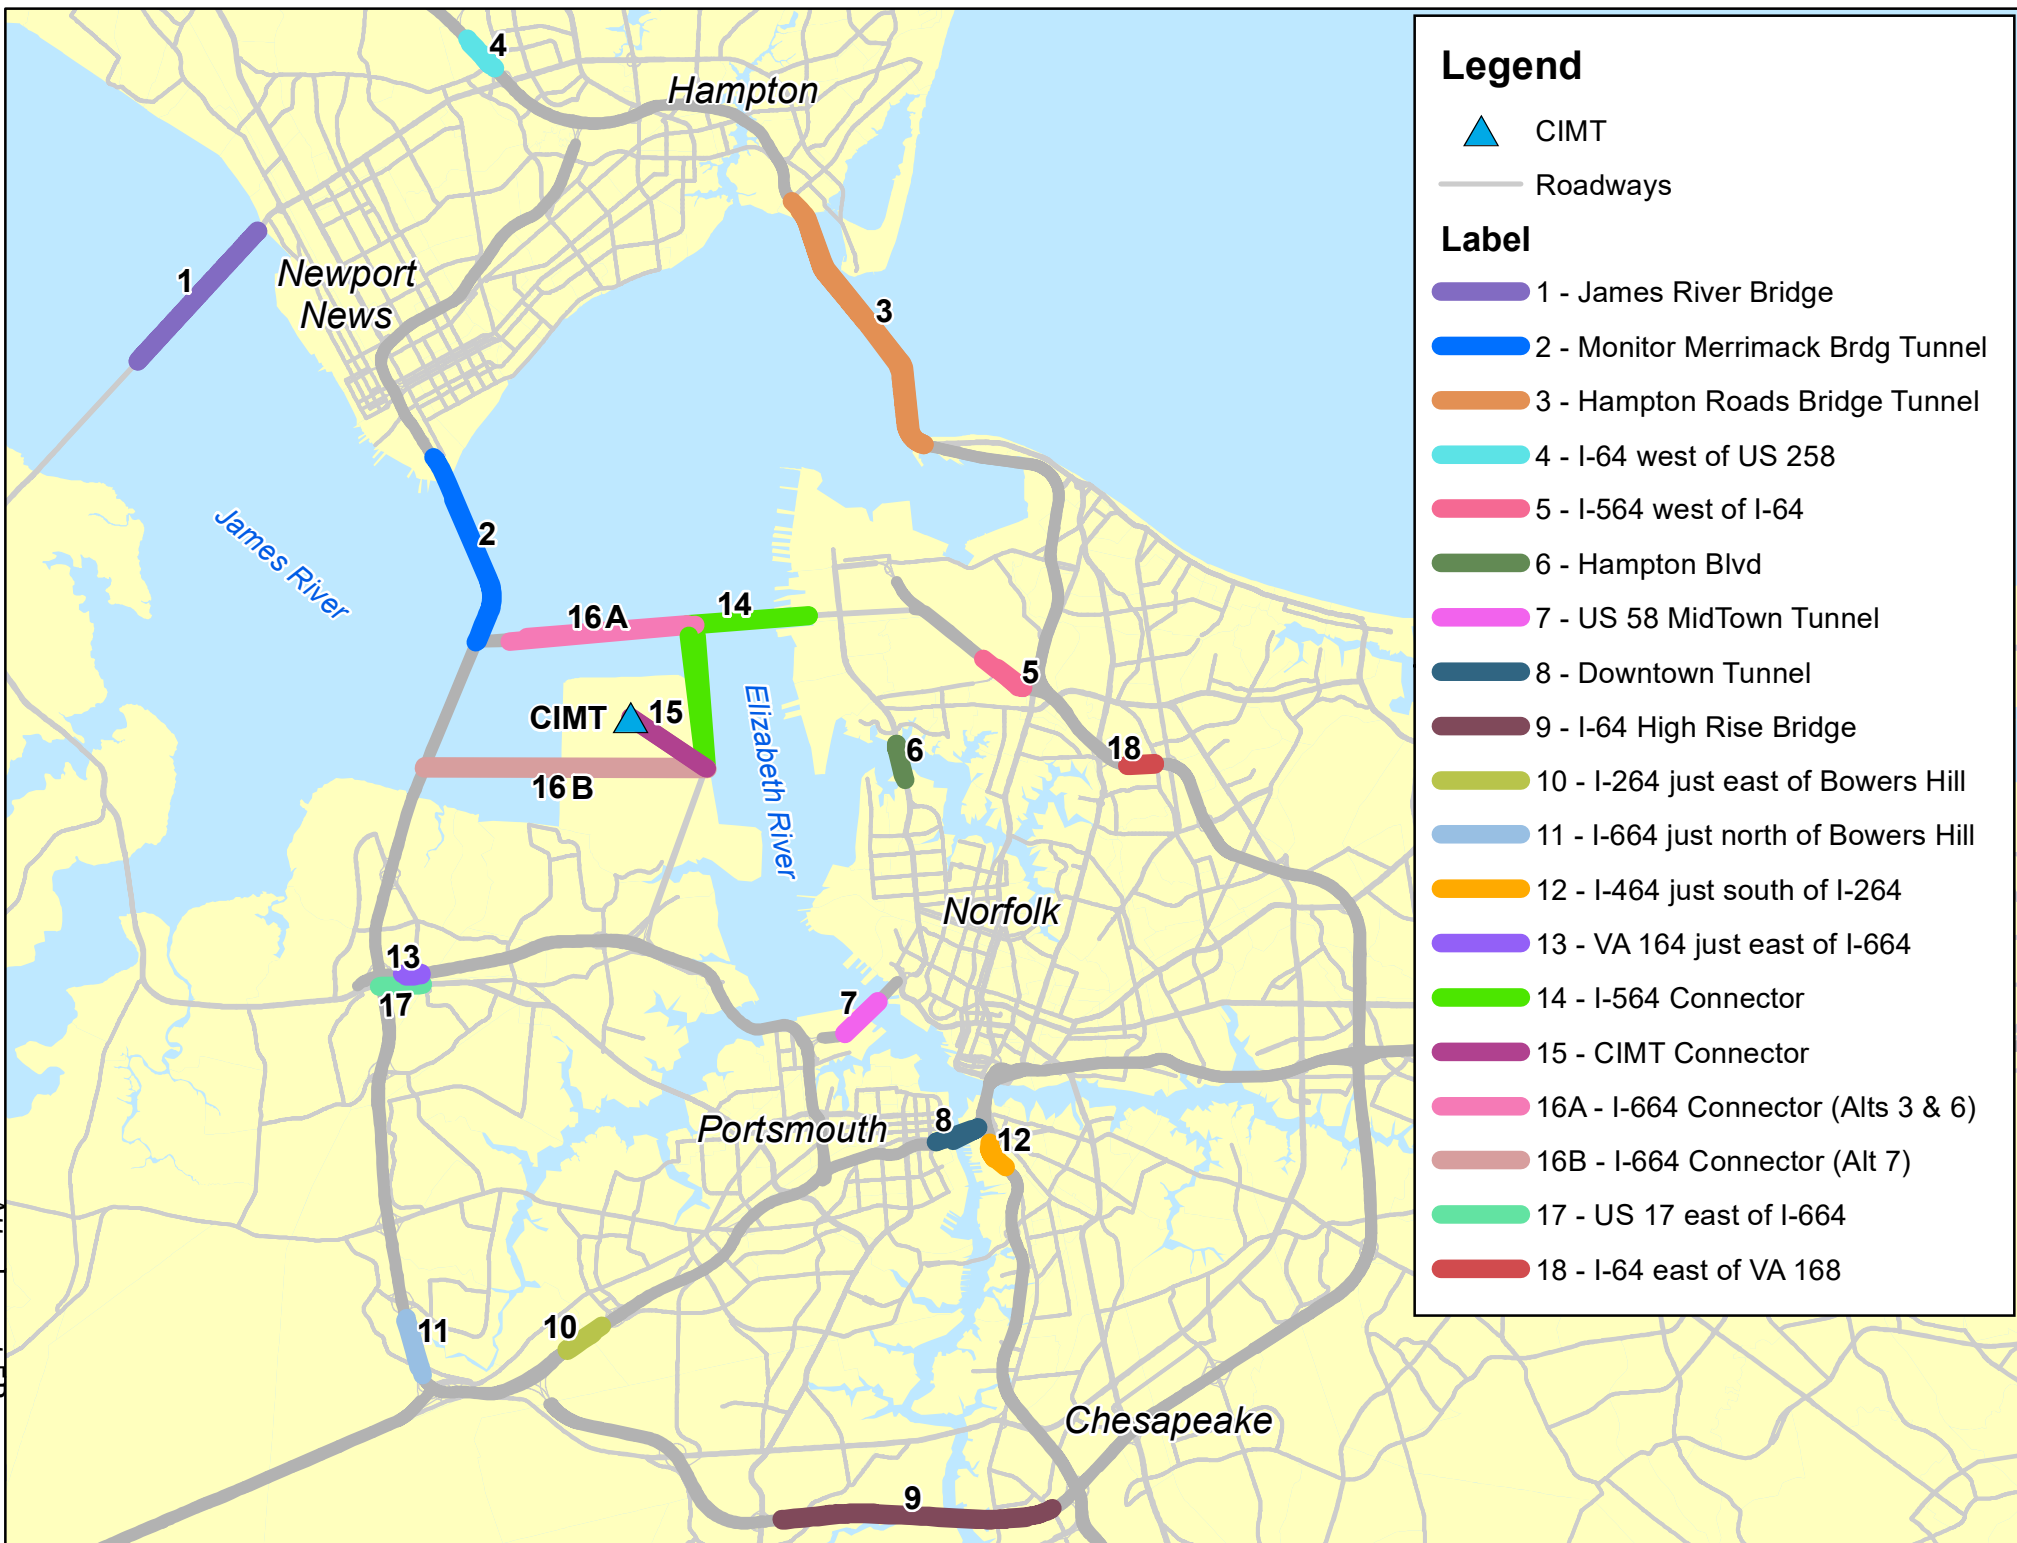 4
Hampton
1
Newport
News
3
2
James River
16A
14
5
CIMT
15
Elizabeth River
6
18
16B
Norfolk
13
17
7
Portsmouth
8
12
11
10
Chesapeake
9
Legend
CIMT
Roadways
Label
1 - James River Bridge
2 - Monitor Merrimack Brdg Tunnel
3 - Hampton Roads Bridge Tunnel
4 - I-64 west of US 258
5 - I-564 west of I-64
6 - Hampton Blvd
7 - US 58 MidTown Tunnel
8 - Downtown Tunnel
9 - I-64 High Rise Bridge
10 - I-264 just east of Bowers Hill
11 - I-664 just north of Bowers Hill
12 - I-464 just south of I-264
13 - VA 164 just east of I-664
14 - I-564 Connector
15 - CIMT Connector
16A - I-664 Connector (Alts 3 & 6)
16B - I-664 Connector (Alt 7)
17 - US 17 east of I-664
18 - I-64 east of VA 168